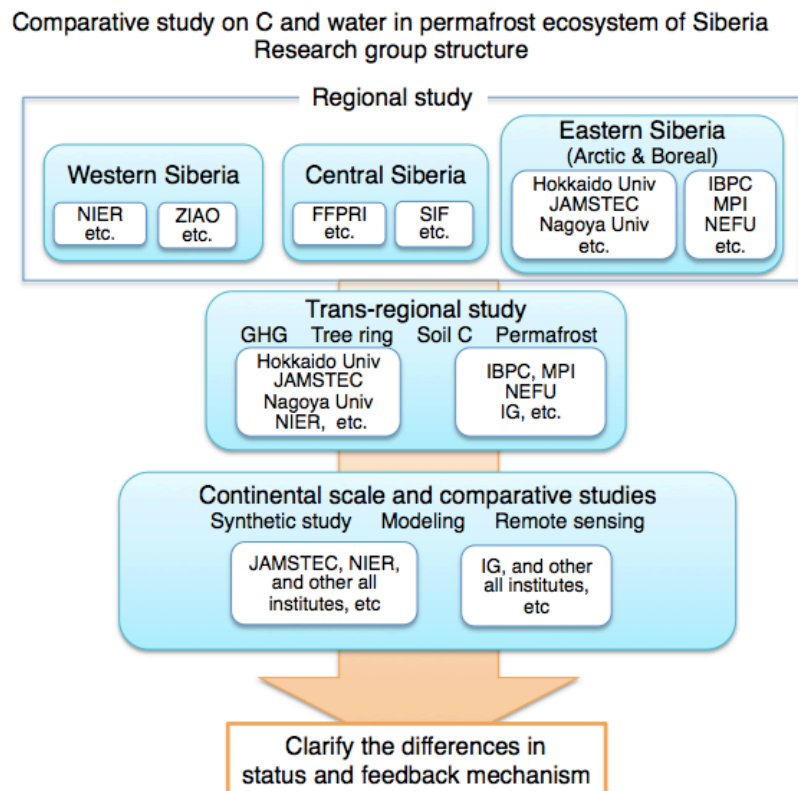 Comparative study on C and water in permafrost ecosystem of Siberia
Research group structure
Regional study
Western Siberia
NIER
etc.
ZIAO
etc.
Central Siberia
FFPRI
etc.
SIF
etc.
Eastern Siberia
(Arctic & Boreal)
Hokkaido Univ
JAMSTEC
Nagoya Univ
etc.
IBPC
MPI
NEFU
etc.
Trans-regional study
GHG Tree ring Soil C Permafrost
Hokkaido Univ
JAMSTEC
Nagoya Univ
NIER, etc.
IBPC, MPI
NEFU
IG, etc.
Continental scale and comparative studies
Synthetic study Modeling Remote sensing
JAMSTEC, NIER,
and other all
institutes, etc
IG, and other
all institutes,
etc
Clarify the differences in
status and feedback mechanism